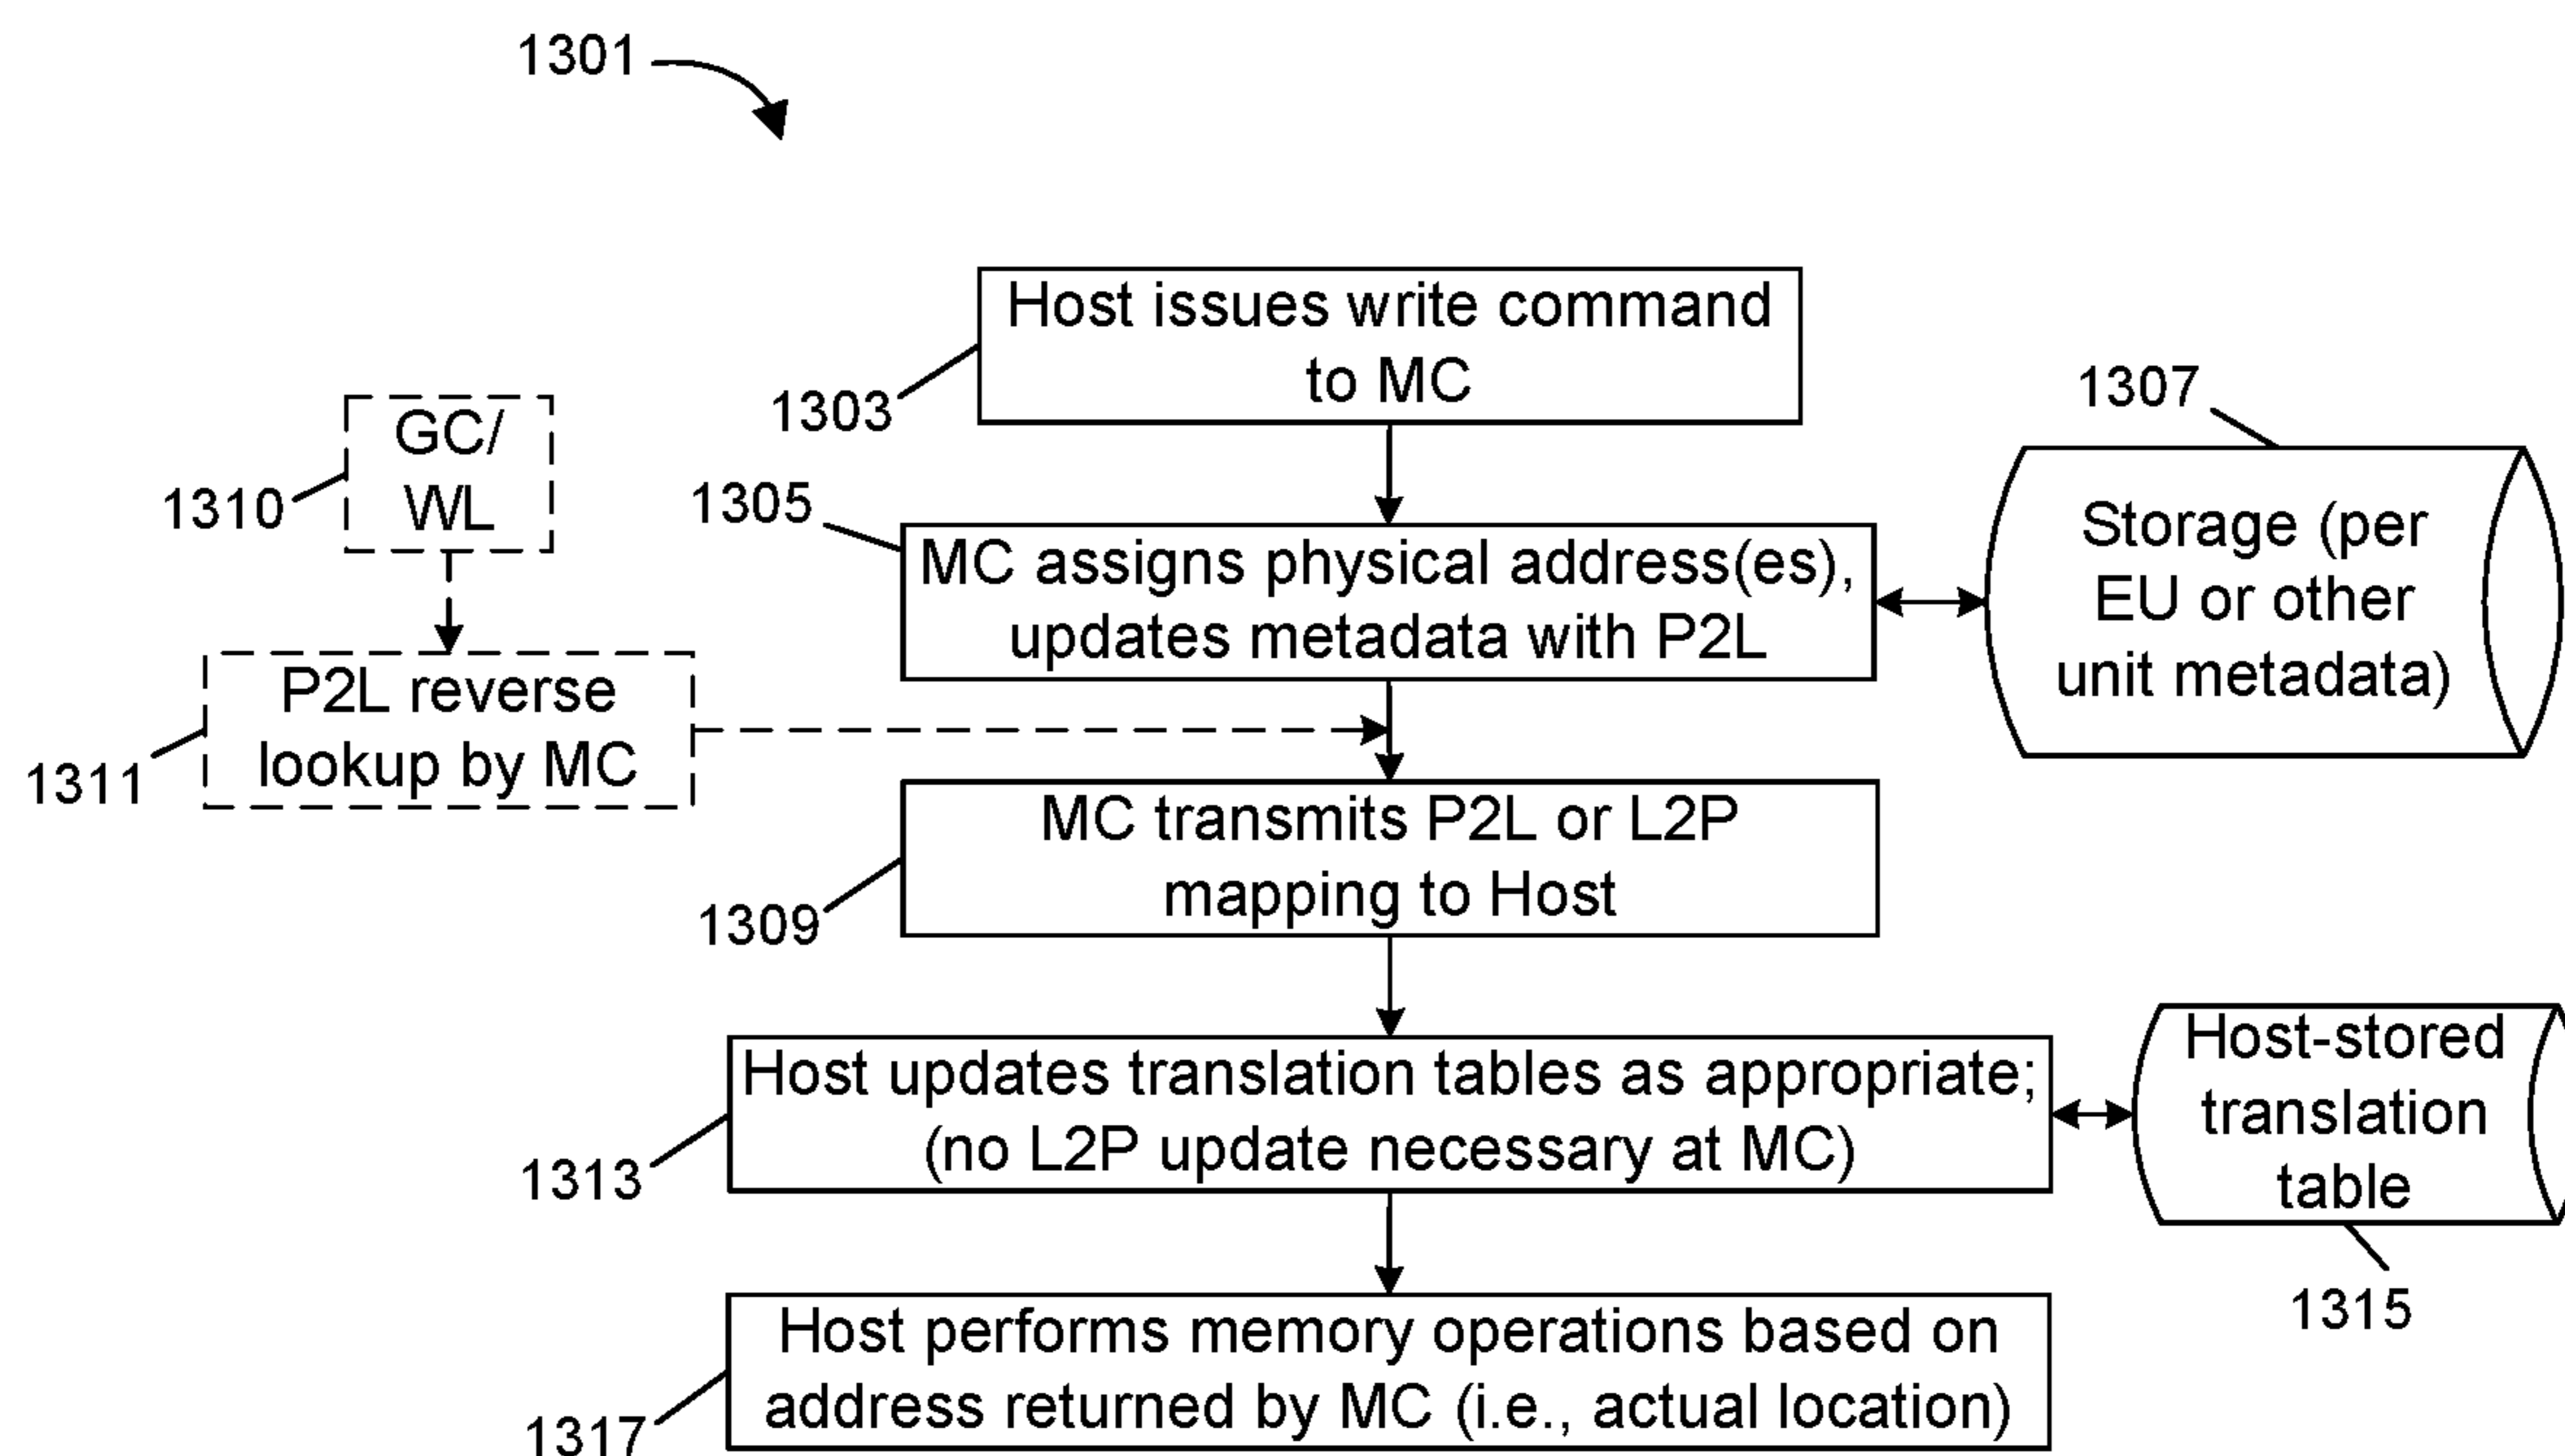 1301
Host issues write command
to MC
1303
1307
GC/
WL
1310
1305
MC assigns physical address(es),
updates metadata with P2L
Storage (per
EU or other
unit metadata)
P2L reverse
lookup by MC
1311
MC transmits P2L or L2P
mapping to Host
1309
Host updates translation tables as appropriate;
(no L2P update necessary at MC)
1313
Host-stored
translation
table
1315
Host performs memory operations based on
address returned by MC (i.e., actual location)
1317